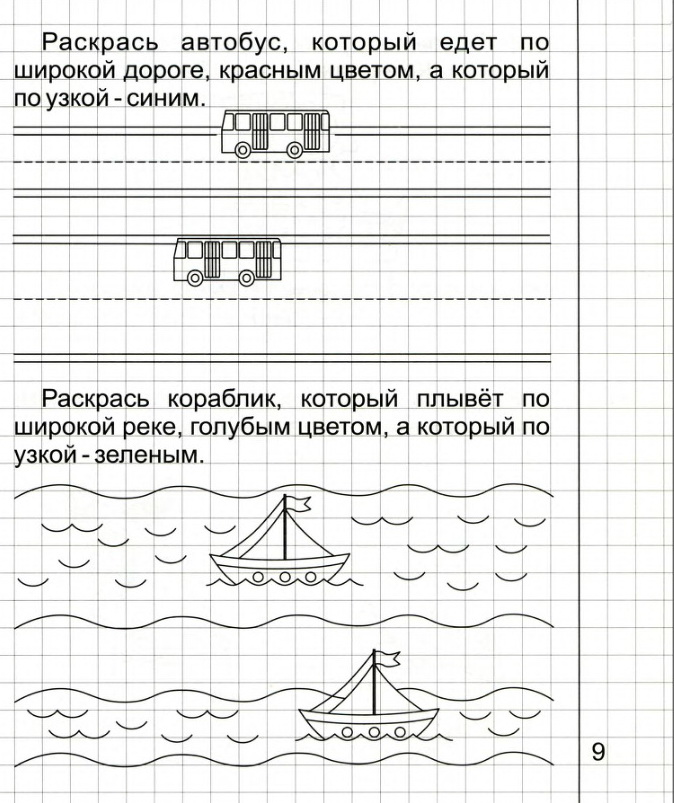 Раскрась автобус, который едет по
широкой дороге, красным цветом, а который
по узкой - синим.
Раскрась кораблик, который плывёт по
широкой реке, голубым цветом, а который по
узкой - зеленым.
9